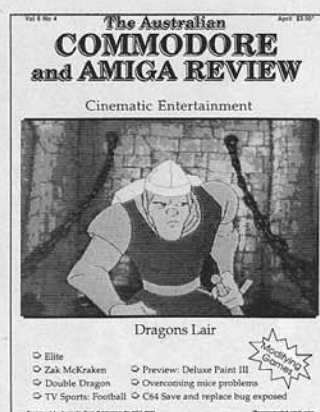 Vol 6 No 4
April $3.50*
The Australian
COMMODORE
and AMIGA REVIEW
Cinematic Entertainment
Dragons Lair
Modifying
Games
Elite
Zak McKraken
Double Dragon
TV Sports: Football
Preview: Deluxe Paint III
Overcoming mice problems
C64 Save and replace bug exposed